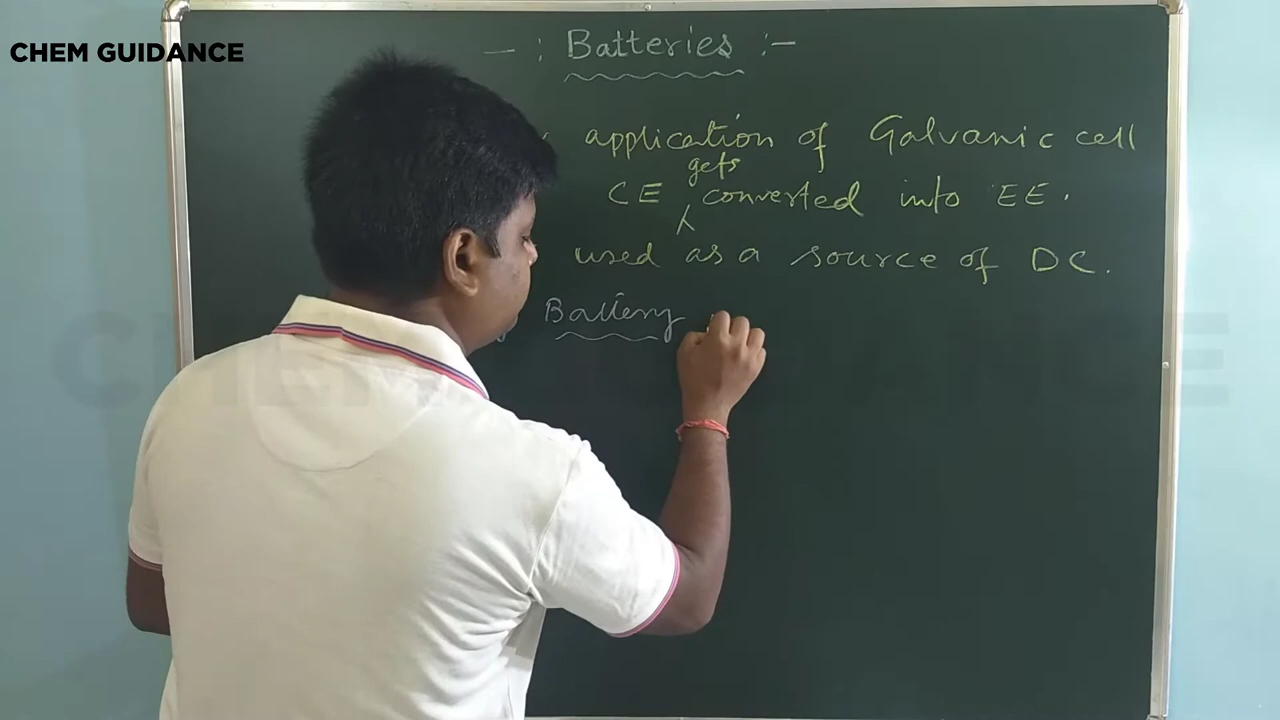 CHEM GUIDANCE
- : Batteries :-
application of Galvanic cell
gets
CE converted into EE.
used as a source of DC.
Battery